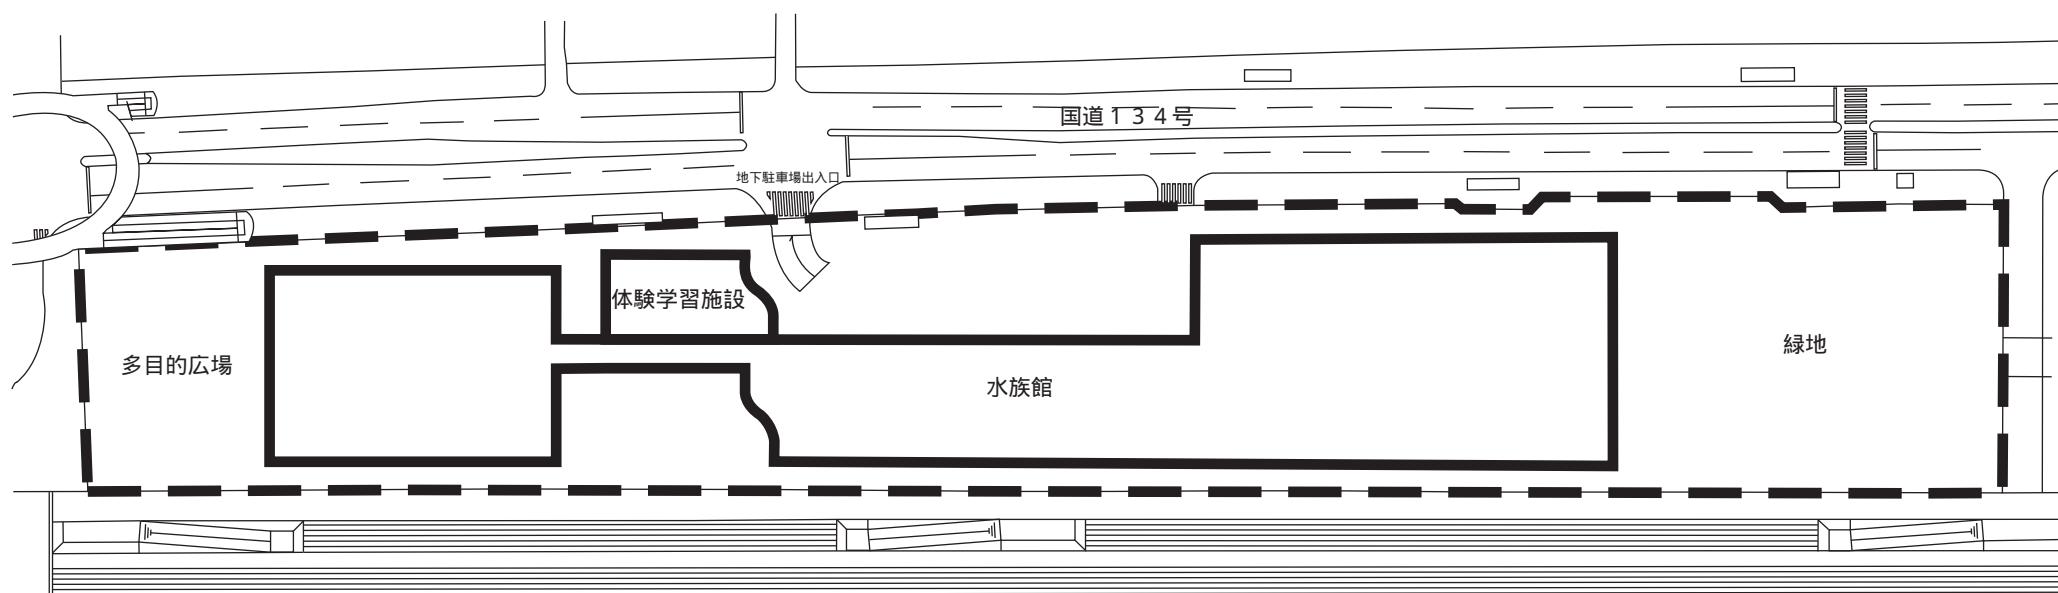 国道１３４号
地下駐車場出入口
体験学習施設
多目的広場
緑地
水族館